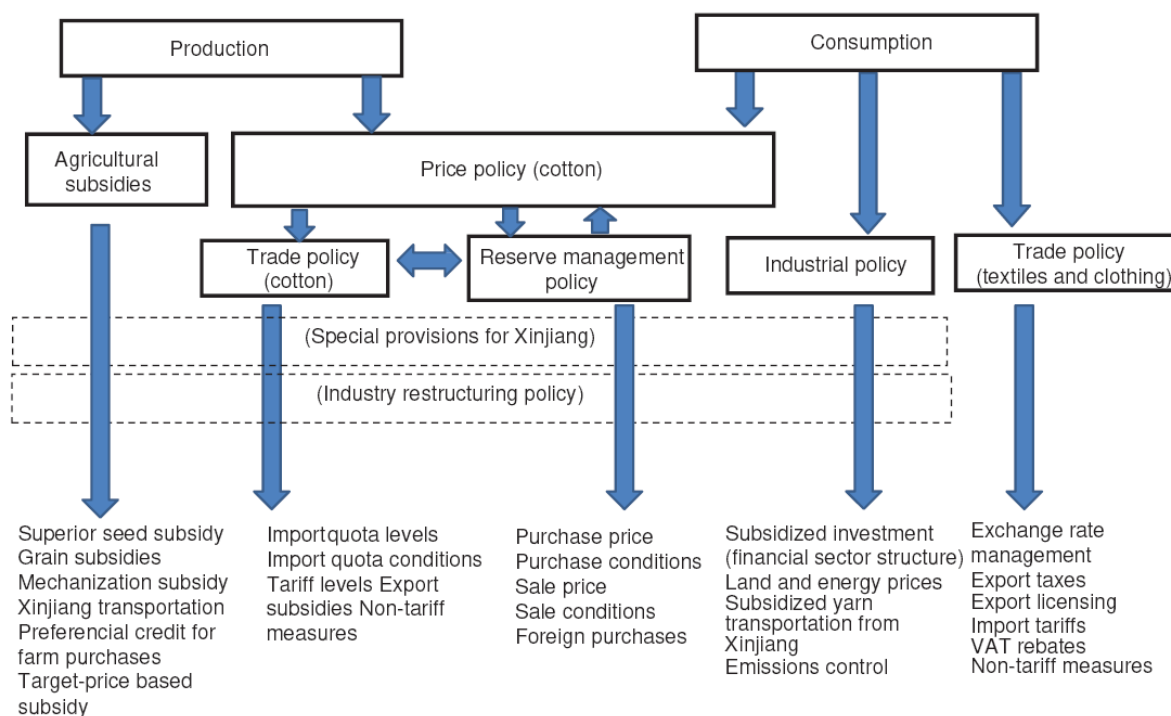 Production
Consumption
Agricultural
subsidies
Price policy (cotton)
Trade policy
(cotton)
Reserve management
policy
Industrial policy
Trade policy
(textiles and clothing)
(Special provisions for Xinjiang)
(Industry restructuring policy)
Superior seed subsidy
Grain subsidies
Mechanization subsidy
Xinjiang transportation
Preferencial credit for
farm purchases
Target-price based
subsidy
Import quota levels
Import quota conditions
Tariff levels Export
subsidies Non-tariff
measures
Purchase price
Purchase conditions
Sale price
Sale conditions
Foreign purchases
Subsidized investment
(financial sector structure)
Land and energy prices
Subsidized yarn
transportation from
Xinjiang
Emissions control
Exchange rate
management
Export taxes
Export licensing
Import tariffs
VAT rebates
Non-tariff measures